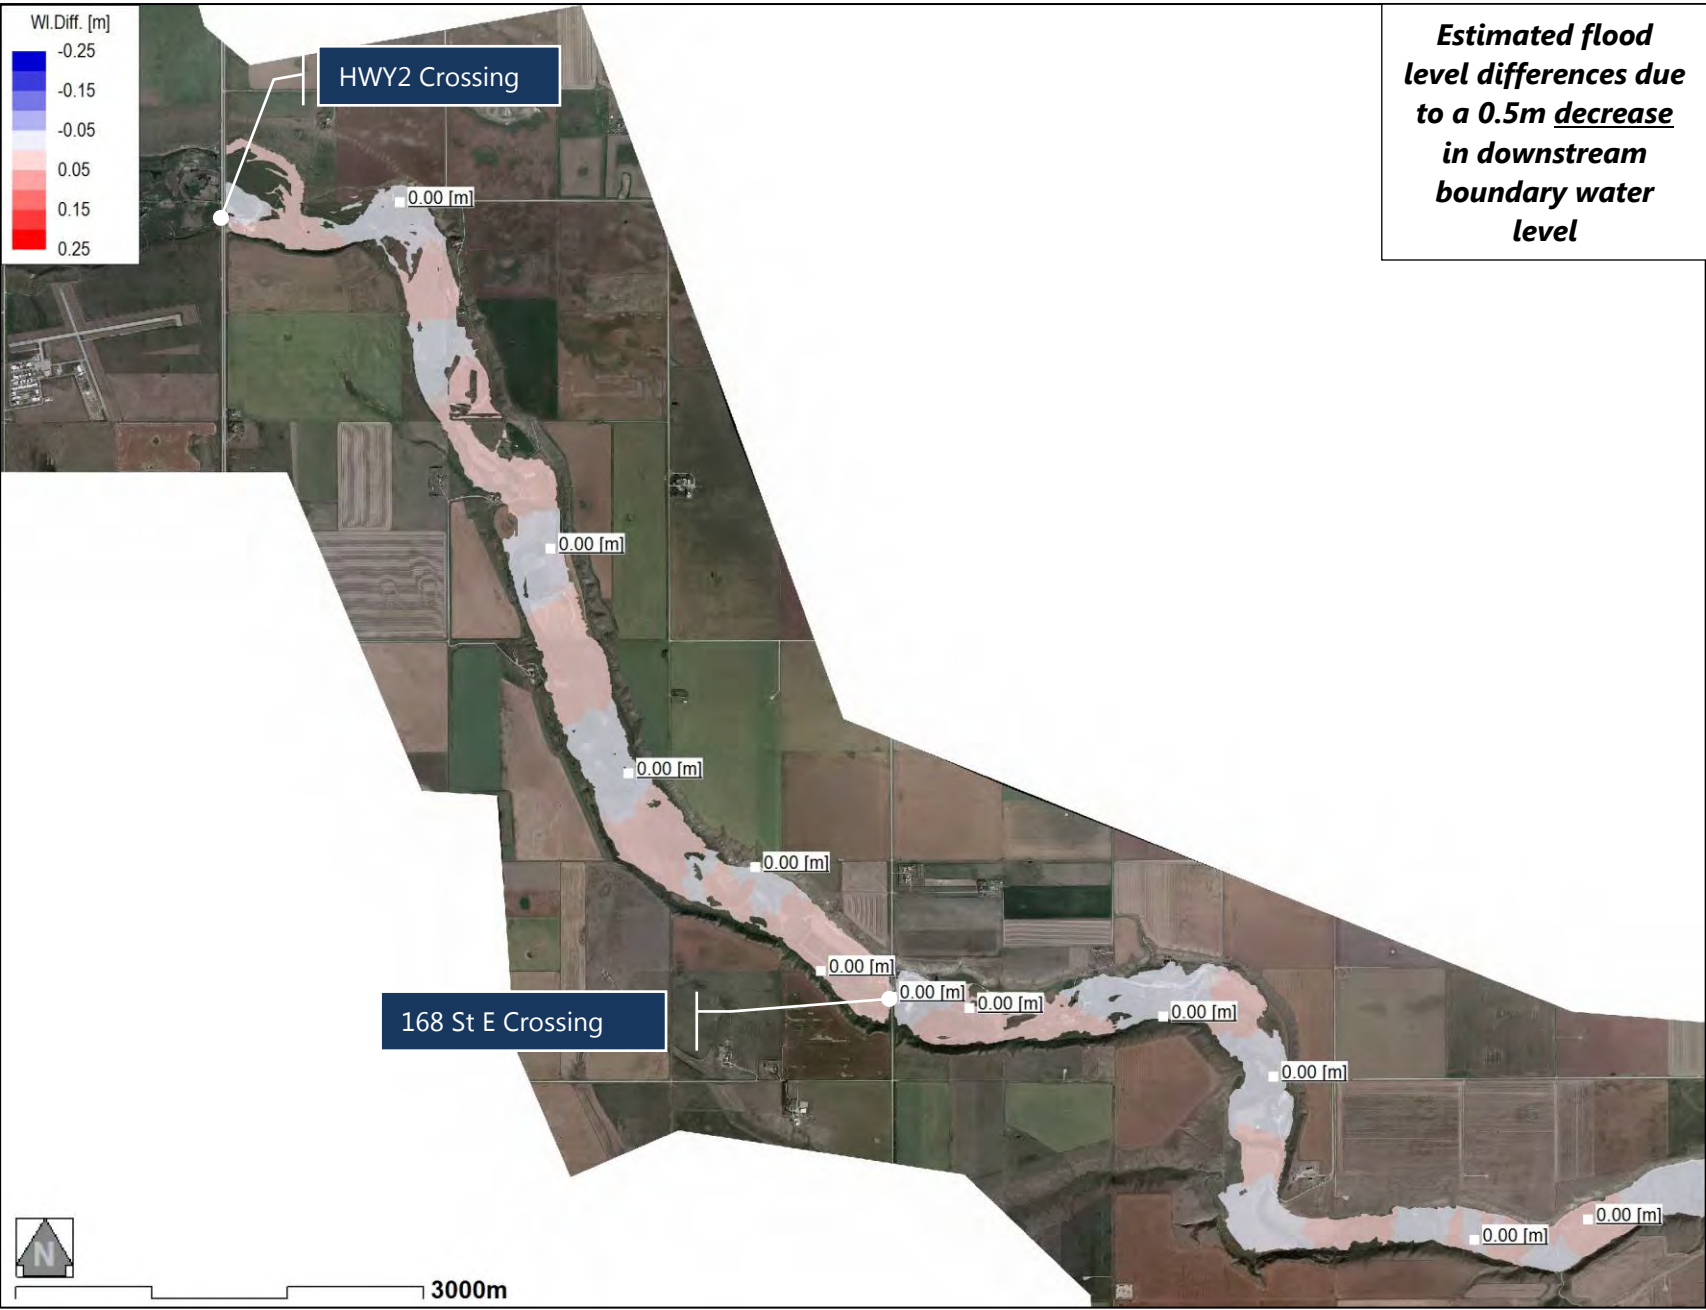 Wl.Diff. [m]
-0.25
-0.15
-0.05
0.05
0.15
0.25
HWY2 Crossing
Estimated flood
level differences due
to a 0.5m decrease
in downstream
boundary water
level
0.00 [m]
0.00 [m]
0.00 [m]
0.00 [m]
0.00 [m]
0.00 [m]
0.00 [m]
0.00 [m]
168 St E Crossing
0.00 [m]
0.00 [m]
0.00 [m]
N
3000m